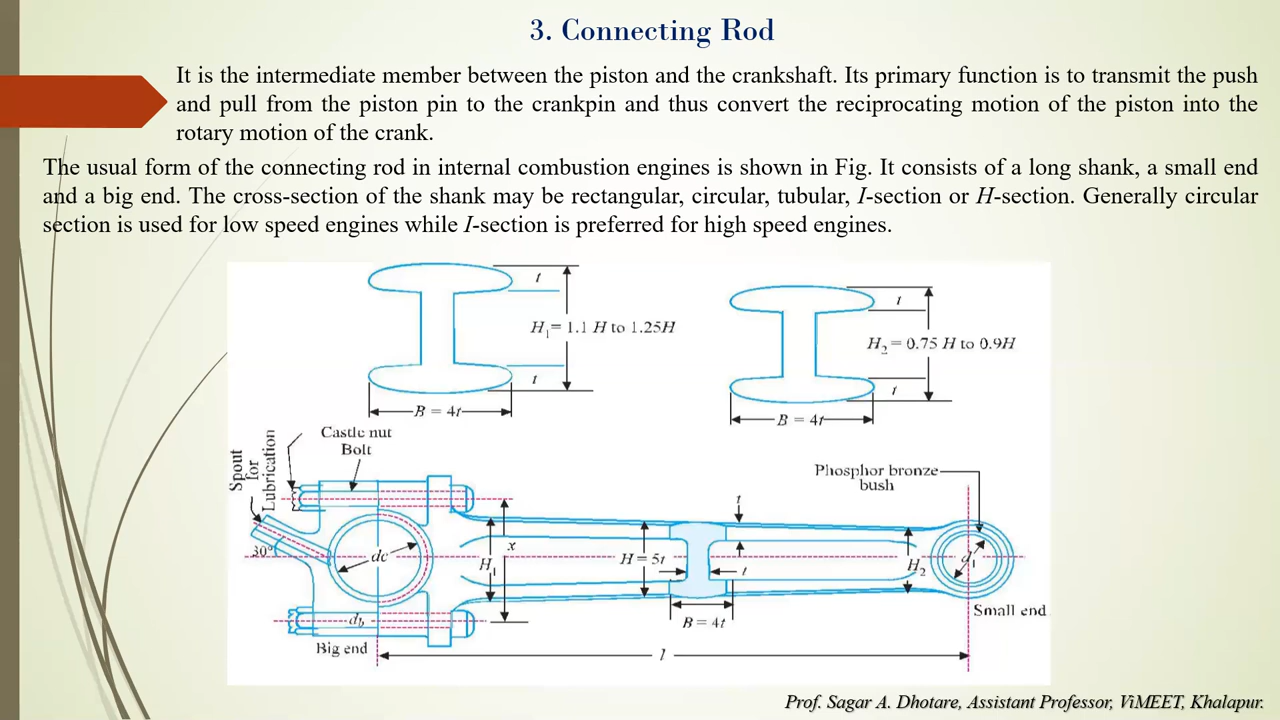 3. Connecting Rod
It is the intermediate member between the piston and the crankshaft. Its primary function is to transmit the push
and pull from the piston pin to the crankpin and thus convert the reciprocating motion of the piston into the
rotary motion of the crank.
The usual form of the connecting rod in internal combustion engines is shown in Fig. It consists of a long shank, a small end
and a big end. The cross-section of the shank may be rectangular, circular, tubular, I-section or H-section. Generally circular
section is used for low speed engines while I-section is preferred for high speed engines.
t
H₁= 1.1 H to 1.25H
t
B = 4t
t
H₂ = 0.75 H to 0.9H
t
B = 4t
Spout
for
Lubrication
Castle nut
Bolt
Phosphor bronze
bush
t
30°
dc
x
H₁
H = 5t
t
H₂
d₁
B = 4t
Small end
d_b
Big end
l
Prof. Sagar A. Dhotare, Assistant Professor, ViMEET, Khalapur.